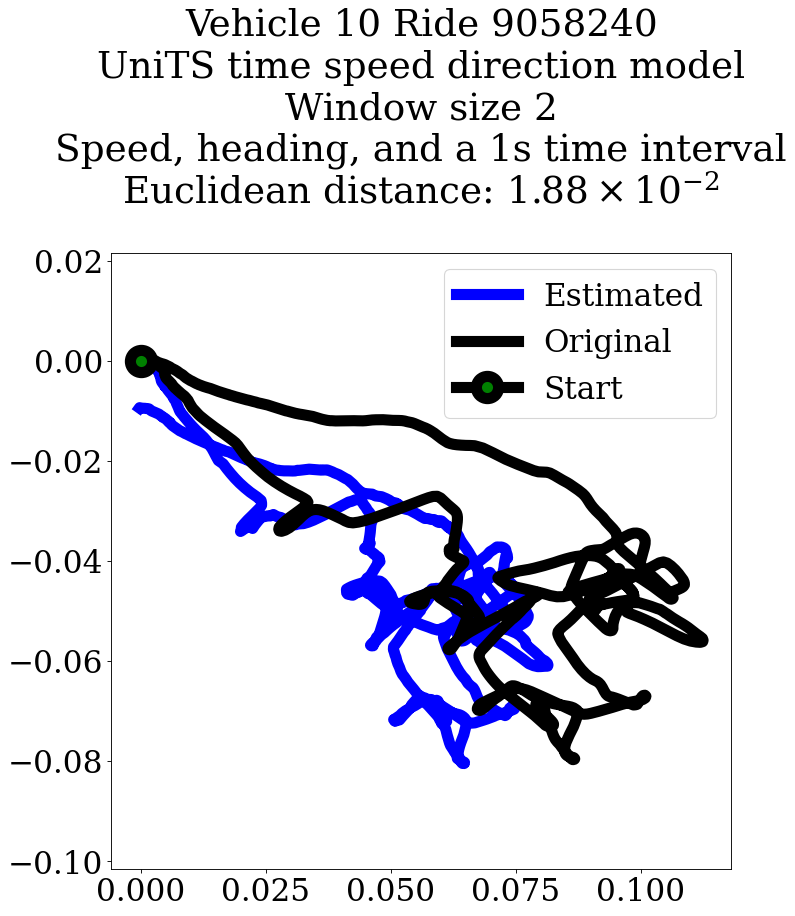 Vehicle 10 Ride 9058240
UniTS time speed direction model
Window size 2
Speed, heading, and a 1s time interval
Euclidean distance: 1.88 × 10⁻²
Estimated
Original
Start
0.02
0.00
−0.02
−0.04
−0.06
−0.08
−0.10
0.000 0.025 0.050 0.075 0.100